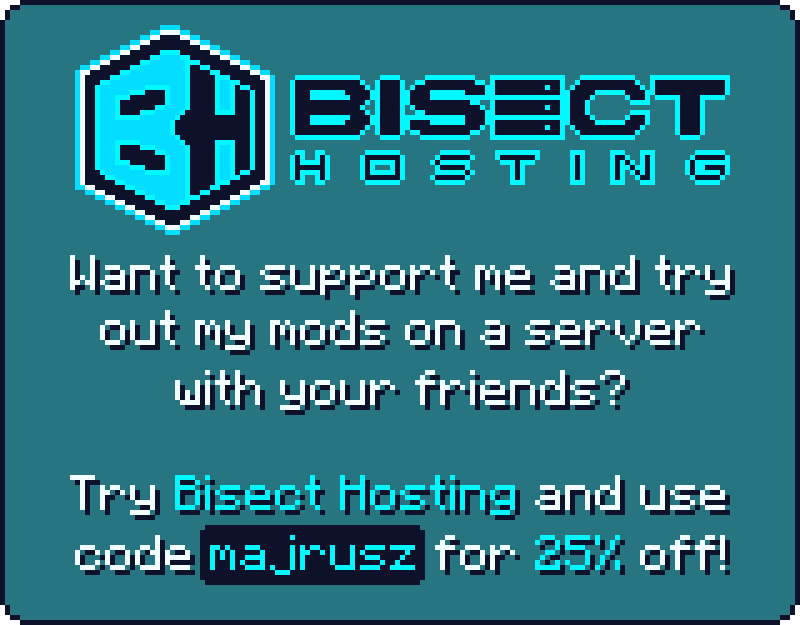 BH
BISECT
HOSTING
Want to support me and try
out my mods on a server
with your friends?
Try Bisect Hosting and use
code majrusz for 25% off!